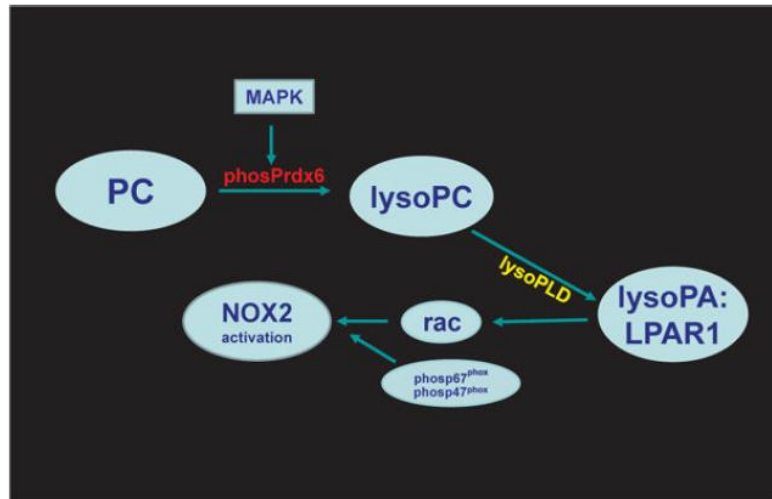 MAPK
PC
phosPrdx6
lysoPC
lysoPLD
lysoPA:
LPAR1
rac
NOX2
activation
phosp67phox
phosp47phox